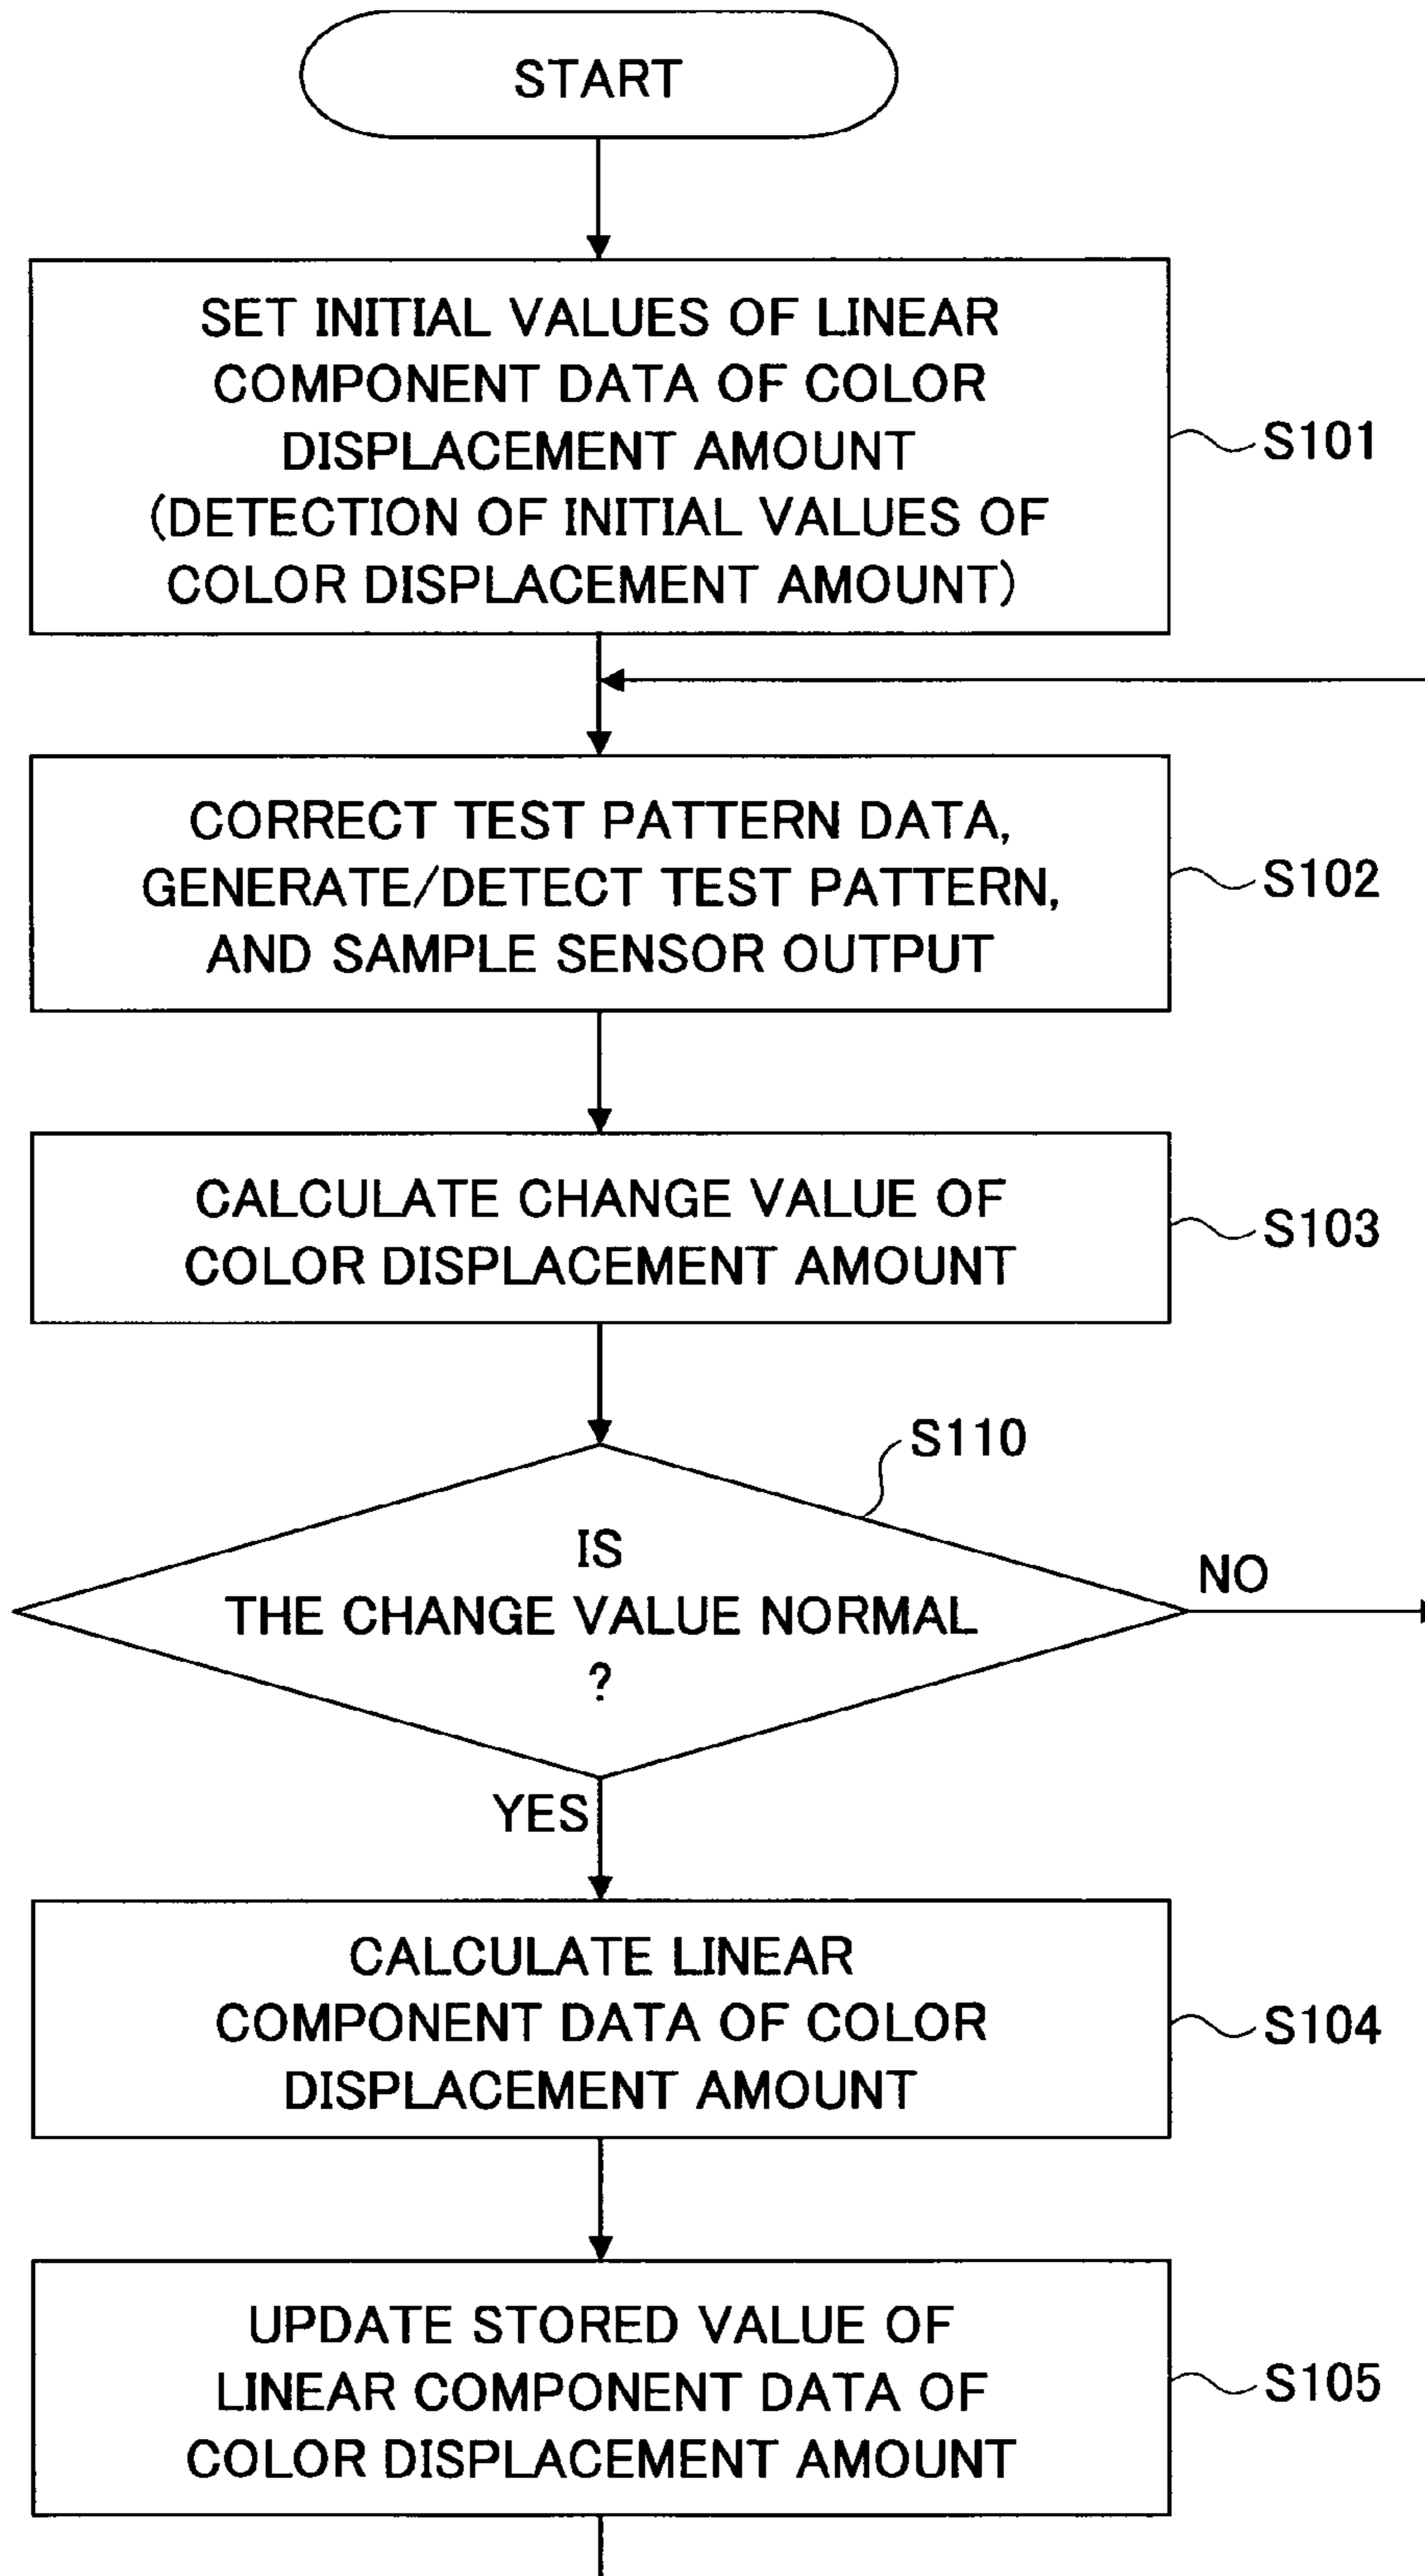 START
SET INITIAL VALUES OF LINEAR
COMPONENT DATA OF COLOR
DISPLACEMENT AMOUNT
(DETECTION OF INITIAL VALUES OF
COLOR DISPLACEMENT AMOUNT)
S101
CORRECT TEST PATTERN DATA,
GENERATE/DETECT TEST PATTERN,
AND SAMPLE SENSOR OUTPUT
S102
CALCULATE CHANGE VALUE OF
COLOR DISPLACEMENT AMOUNT
S103
S110
IS
THE CHANGE VALUE NORMAL
?
NO
YES
CALCULATE LINEAR
COMPONENT DATA OF COLOR
DISPLACEMENT AMOUNT
S104
UPDATE STORED VALUE OF
LINEAR COMPONENT DATA OF
COLOR DISPLACEMENT AMOUNT
S105